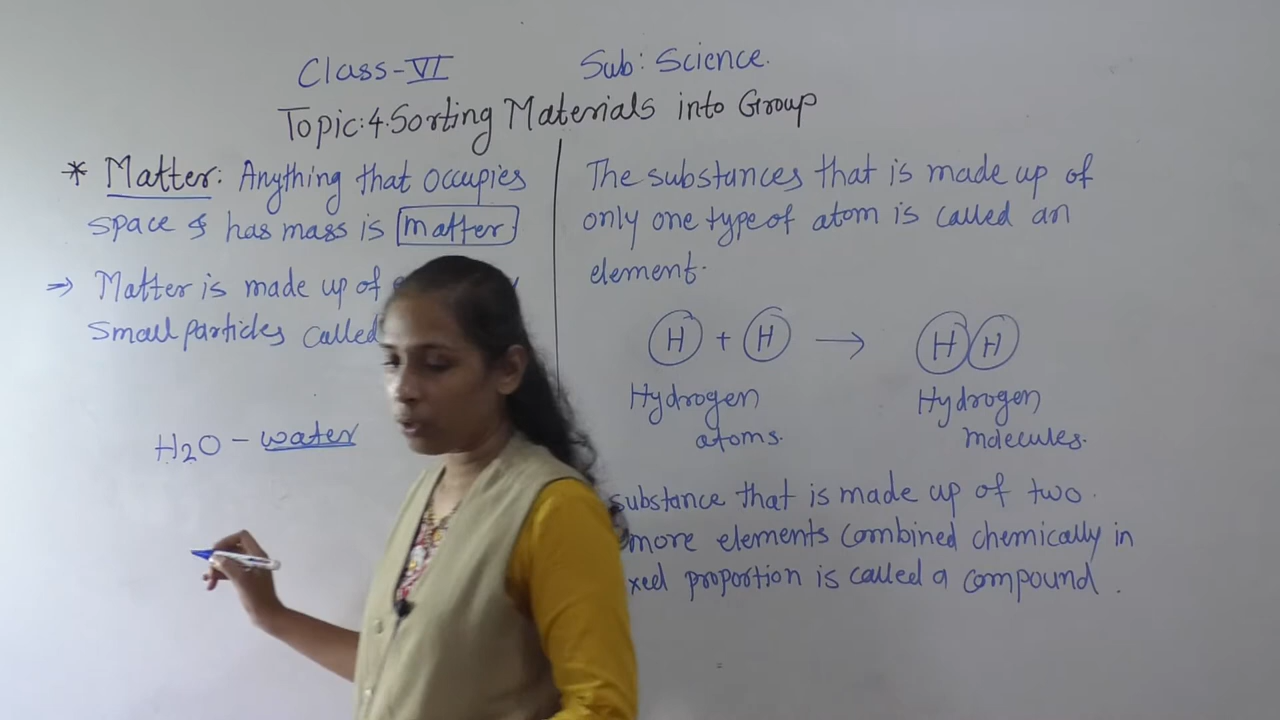 Class-VI Sub: Science.
Topic:4.Sorting Materials into Group
* Matter: Anything that occupies
space & has mass is matter
⇒ Matter is made up of
small particles called
H2O - water
The substances that is made up of
only one type of atom is called an
element.
H + H → HH
Hydrogen atoms. Hydrogen molecules.
substance that is made up of two
more elements combined chemically in
proportion is called a compound.